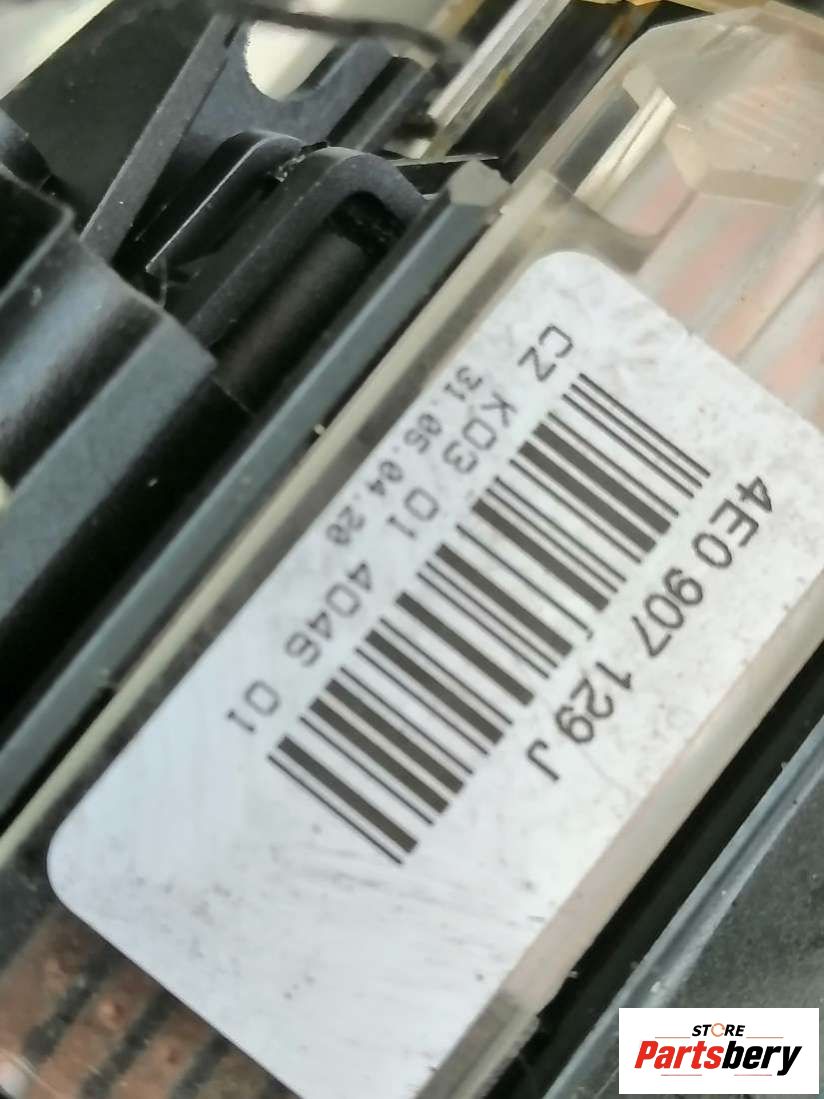 4E0 907 129 J
CZ K03 01 4046 01
31.05.04.20
STORE
Partsbery